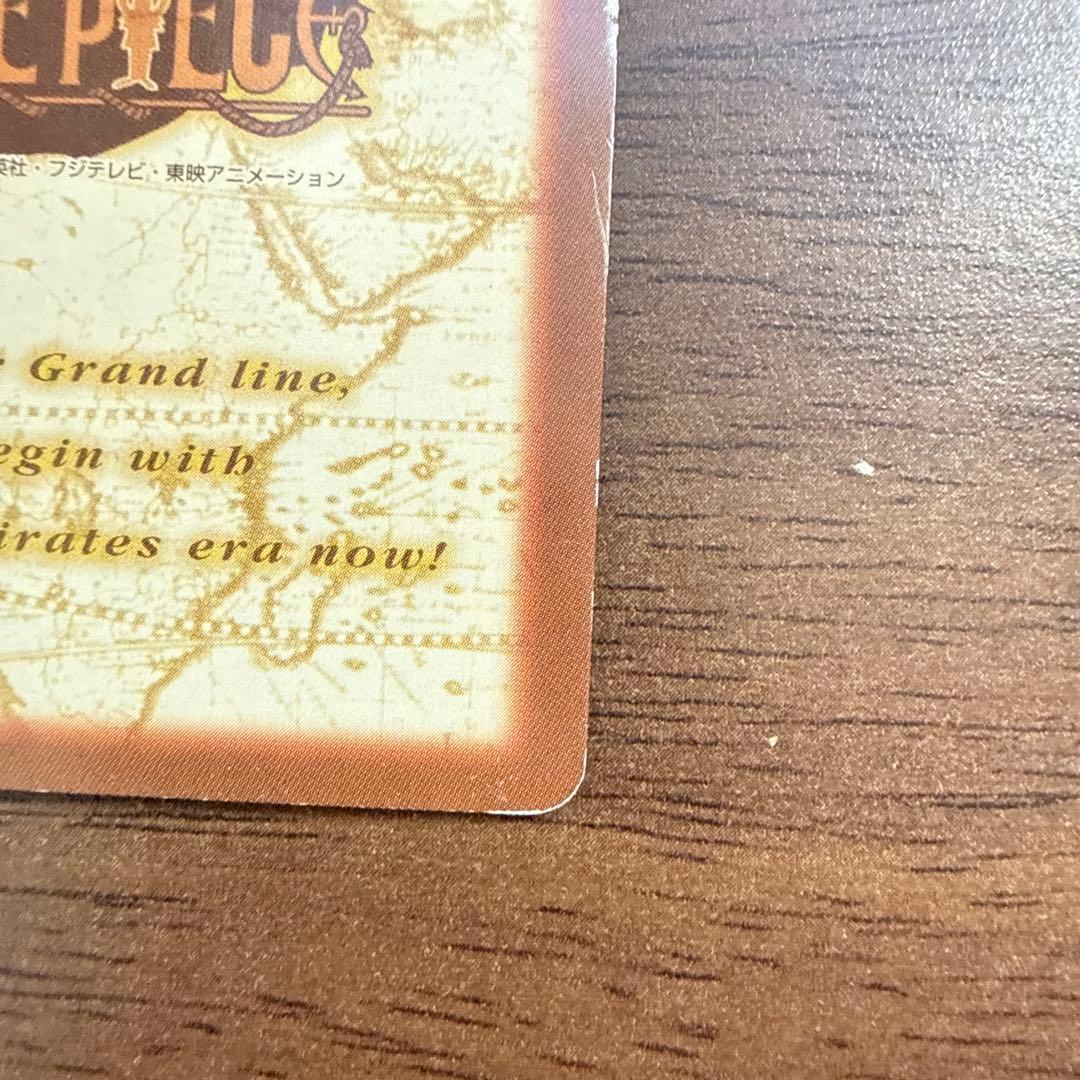 E PIECE
英社・フジテレビ・東映アニメーション
Grand line,
egin with
irates era now!